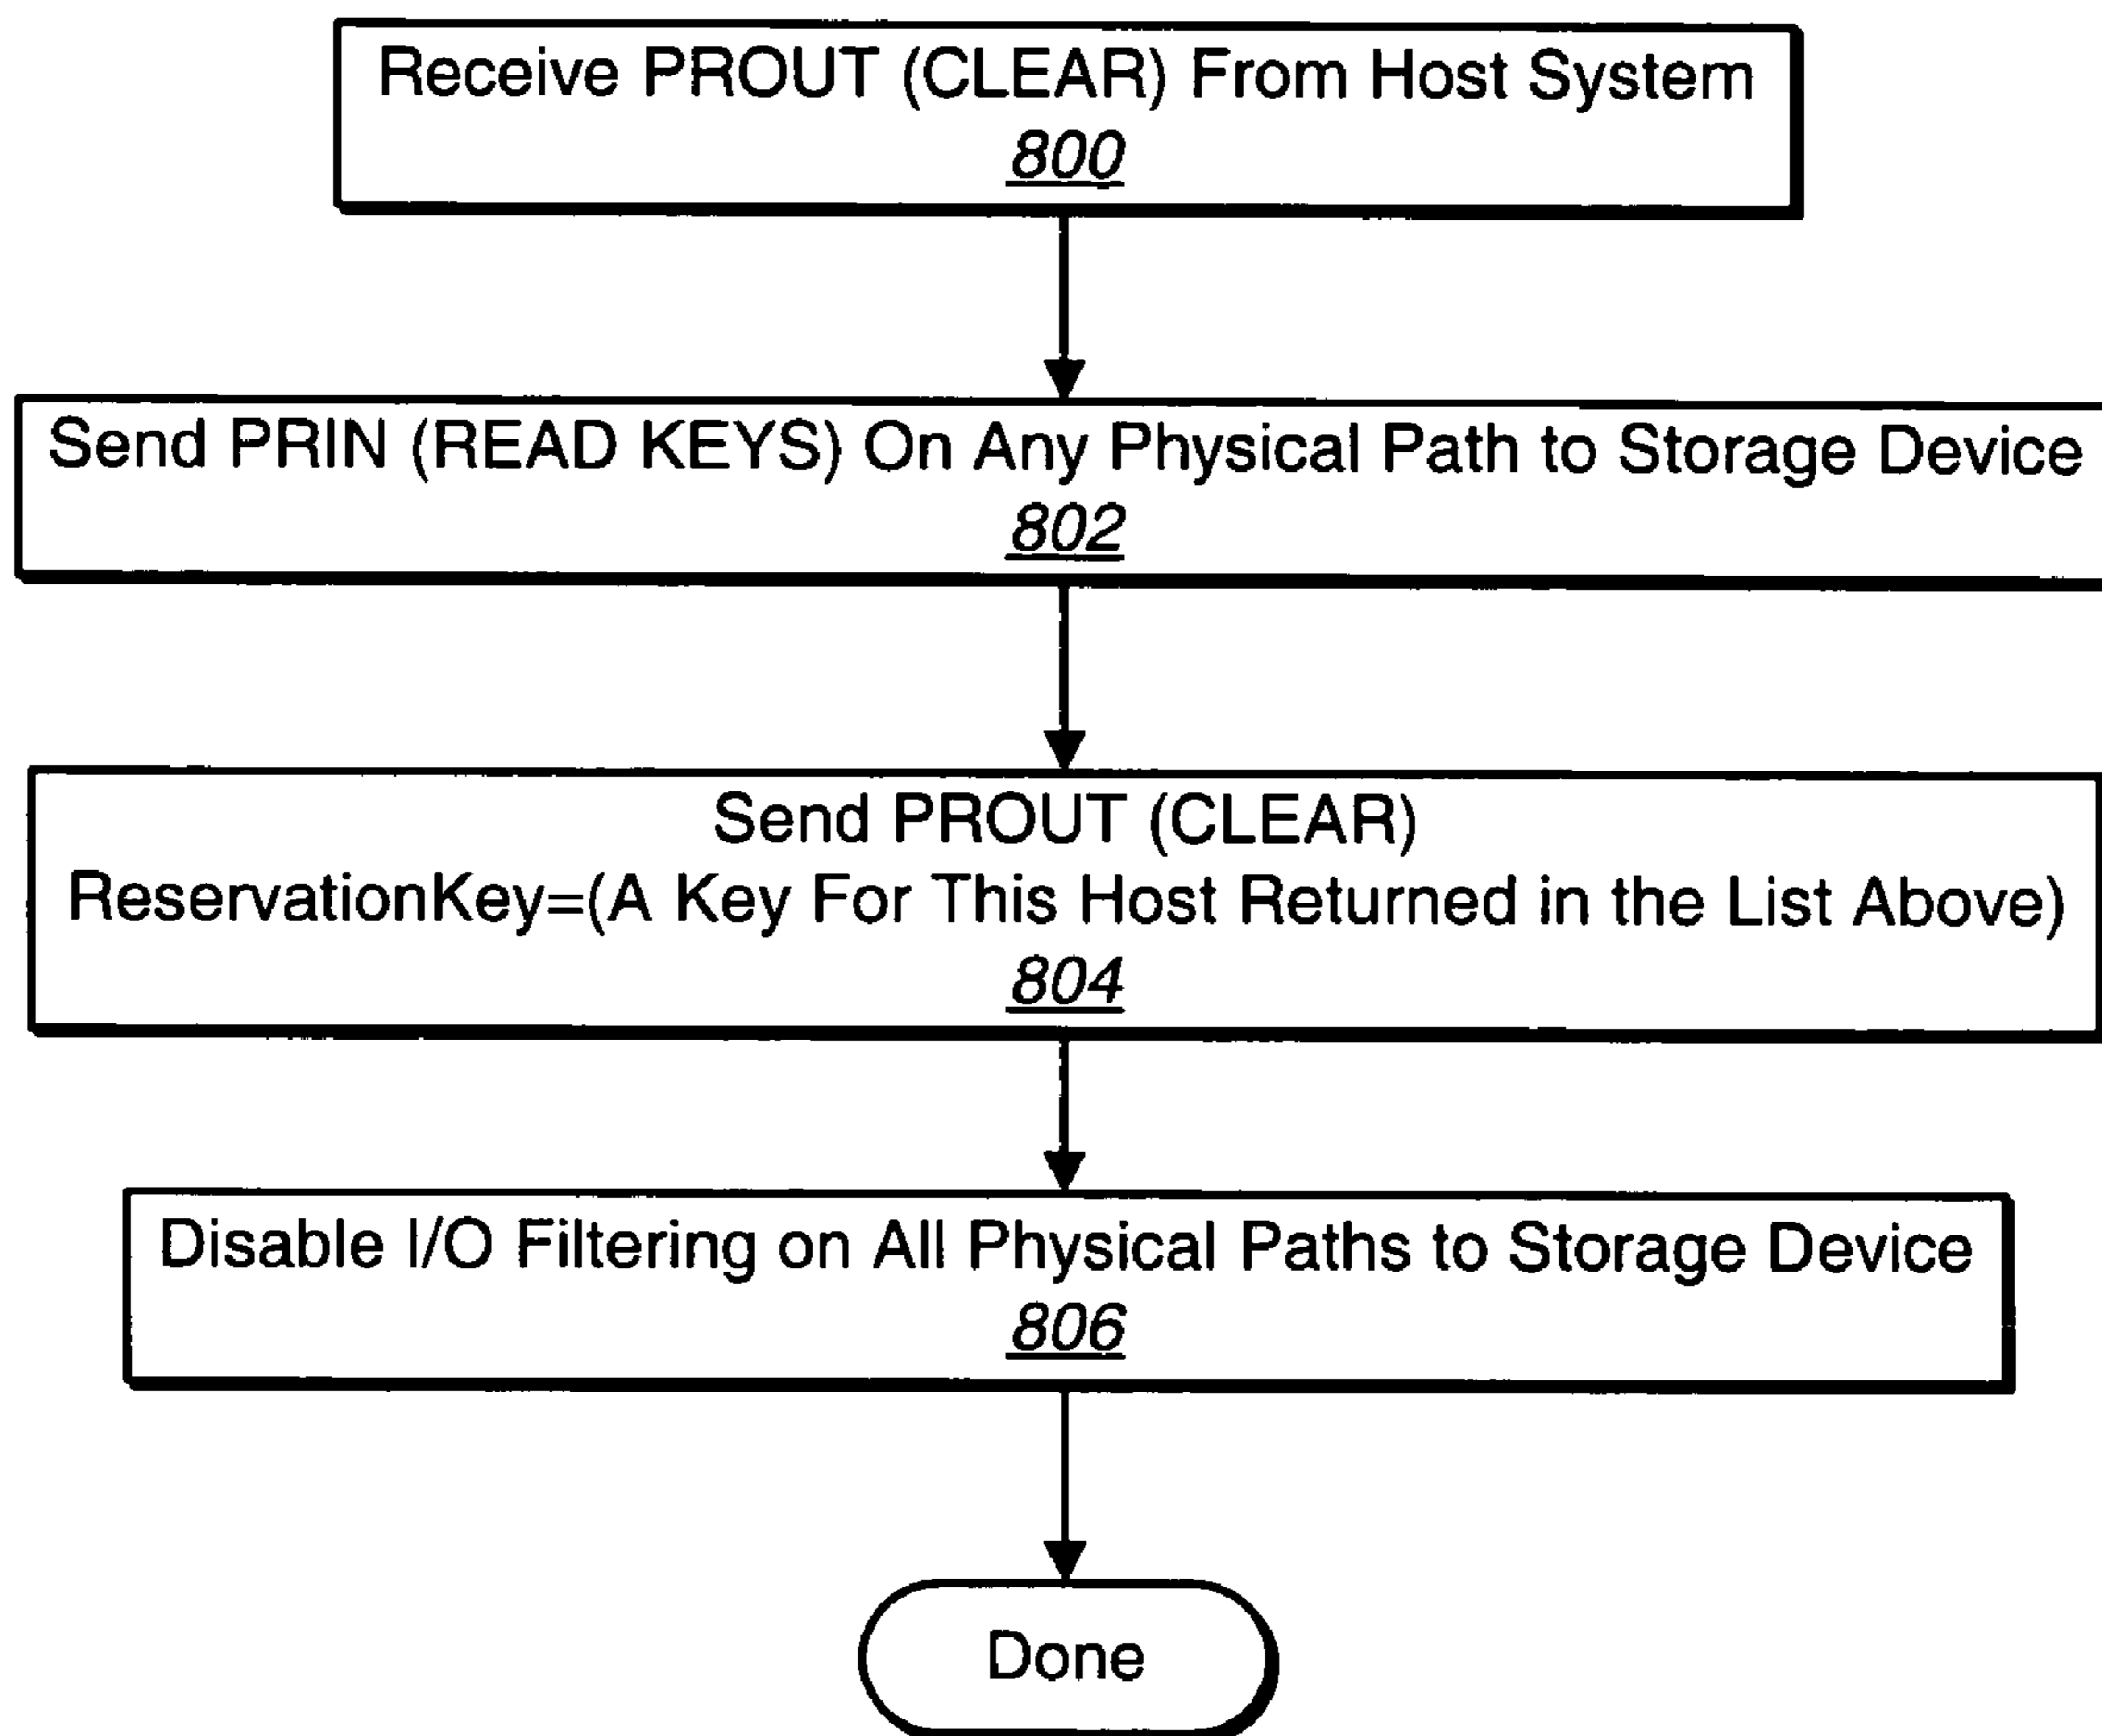 Receive PROUT (CLEAR) From Host System
800
Send PRIN (READ KEYS) On Any Physical Path to Storage Device
802
Send PROUT (CLEAR)
ReservationKey=(A Key For This Host Returned in the List Above)
804
Disable I/O Filtering on All Physical Paths to Storage Device
806
Done